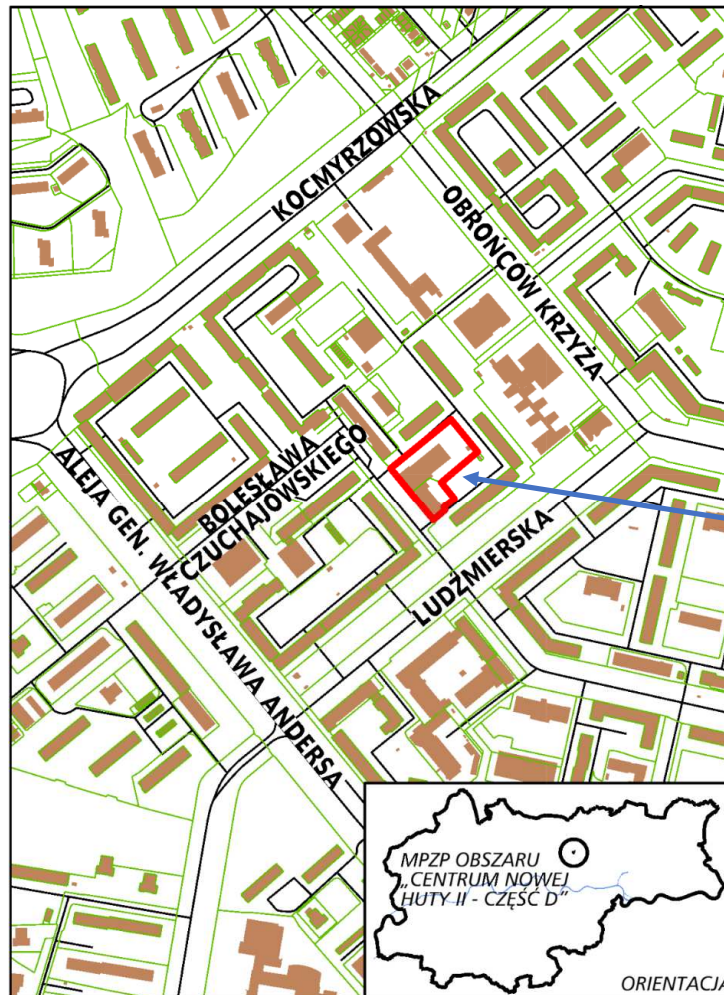 KOCMYRZOWSKA
OBROŃCÓW KRZYŻA
BOLESŁAWA
CZUCHAJOWSKIEGO
ALEJA GEN. WŁADYSŁAWA ANDERSA
LUDŹMIERSKA
MPZP OBSZARU
„CENTRUM NOWEJ
HUTY II - CZĘŚĆ D”
ORIENTACJA